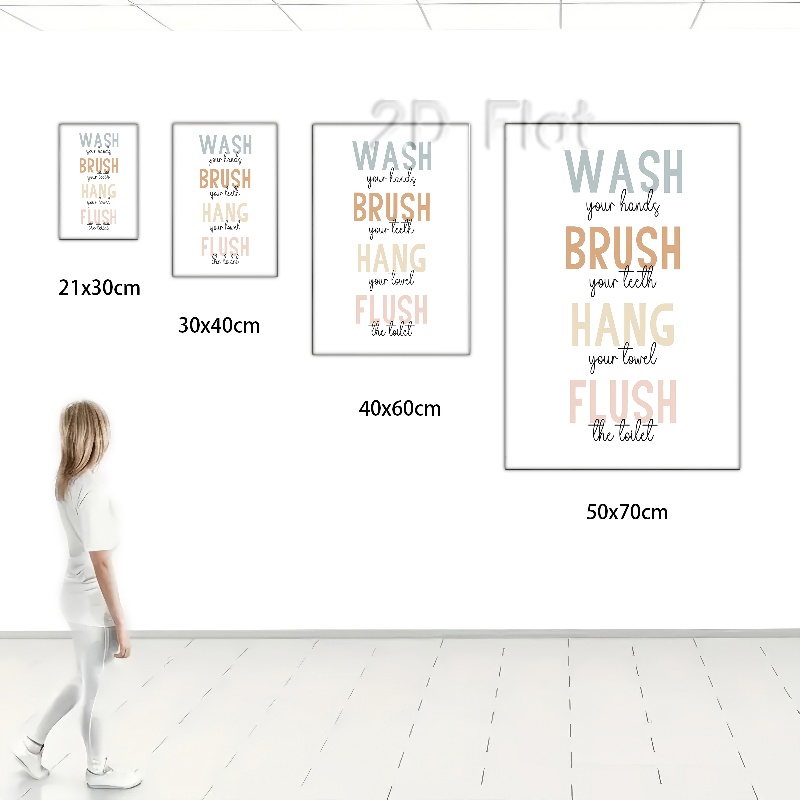 2D Flat
WASH
your hands
BRUSH
your teeth
HANG
your towel
FLUSH
the toilet
21x30cm
WASH
your hands
BRUSH
your teeth
HANG
your towel
FLUSH
the toilet
30x40cm
WASH
your hands
BRUSH
your teeth
HANG
your towel
FLUSH
the toilet
40x60cm
WASH
your hands
BRUSH
your teeth
HANG
your towel
FLUSH
the toilet
50x70cm